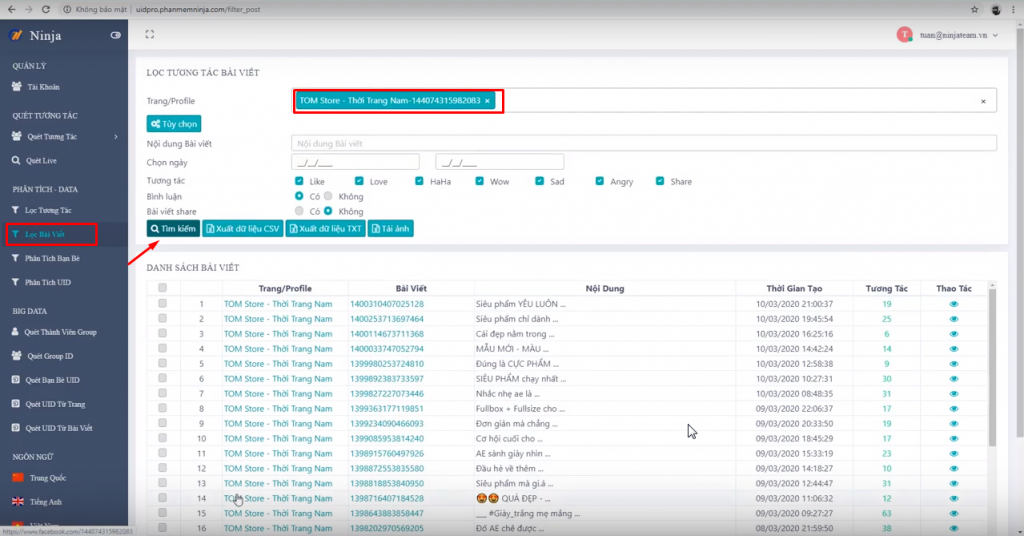 Không bảo mật | uidpro.phanmemninja.com/filter_post
Ninja
T tuan@ninjateam.vn
QUẢN LÝ
Tài Khoản
QUÉT TƯƠNG TÁC
Quét Tương Tác
Quét Live
PHÂN TÍCH - DATA
Lọc Tương Tác
Lọc Bài Viết
Phân Tích Bạn Bè
Phân Tích UID
BIG DATA
Quét Thành Viên Group
Quét Group ID
Quét Bạn Bè UID
Quét UID Từ Trang
Quét UID Từ Bài Viết
NGÔN NGỮ
Trung Quốc
Tiếng Anh
Việt Nam
https://www.facebook.com/144074315982083
LỌC TƯƠNG TÁC BÀI VIẾT
Trang/Profile TOM Store - Thời Trang Nam-144074315982083 × ×
Tùy chọn
Nội dung Bài viết Nội dung Bài viết
Chọn ngày __/__/____ __/__/____
Tương tác Like Love HaHa Wow Sad Angry Share
Bình luận Có Không
Bài viết share Có Không
Tìm kiếm Xuất dữ liệu CSV Xuất dữ liệu TXT Tải ảnh
DANH SÁCH BÀI VIẾT
Trang/Profile Bài Viết Nội Dung Thời Gian Tạo Tương Tác Thao Tác
1 TOM Store - Thời Trang Nam 1400310407025128 Siêu phẩm YÊU LUÔN ... 10/03/2020 21:00:37 19
2 TOM Store - Thời Trang Nam 1400253713697464 Siêu phẩm chỉ dành ... 10/03/2020 19:45:54 25
3 TOM Store - Thời Trang Nam 1400114673711368 Cái đẹp nằm trong ... 10/03/2020 16:25:16 6
4 TOM Store - Thời Trang Nam 1400033747052794 MẪU MỚI - MÀU ... 10/03/2020 14:42:24 14
5 TOM Store - Thời Trang Nam 1399980253724810 Đúng là CỰC PHẨM ... 10/03/2020 12:58:38 9
6 TOM Store - Thời Trang Nam 1399892383733597 SIÊU PHẨM chạy nhất ... 10/03/2020 10:27:31 30
7 TOM Store - Thời Trang Nam 1399827227073446 Nhắc nhẹ ae là ... 10/03/2020 08:48:35 31
8 TOM Store - Thời Trang Nam 1399363177119851 Fullbox + Fullsize cho ... 09/03/2020 22:06:37 17
9 TOM Store - Thời Trang Nam 1399234090466093 Đơn giản mà chẳng ... 09/03/2020 20:33:50 19
10 TOM Store - Thời Trang Nam 1399085953814240 Cơ hội cuối cho ... 09/03/2020 18:45:29 17
11 TOM Store - Thời Trang Nam 1398915760497926 AE sành giày nhìn ... 09/03/2020 15:33:19 23
12 TOM Store - Thời Trang Nam 1398872553835580 Đầu hè về thêm ... 09/03/2020 14:18:27 10
13 TOM Store - Thời Trang Nam 1398818853840950 Siêu phẩm mà gi.á ... 09/03/2020 12:44:47 31
14 TOM Store - Thời Trang Nam 1398716407184528 QUÁ ĐẸP - ... 09/03/2020 11:06:32 12
15 TOM Store - Thời Trang Nam 1398643883858447 ___ #Giày_trắng mẹ mắng ... 09/03/2020 09:27:27 63
16 TOM Store - Thời Trang Nam 1398202970569205 Đố AE chê được ... 08/03/2020 21:59:50 38